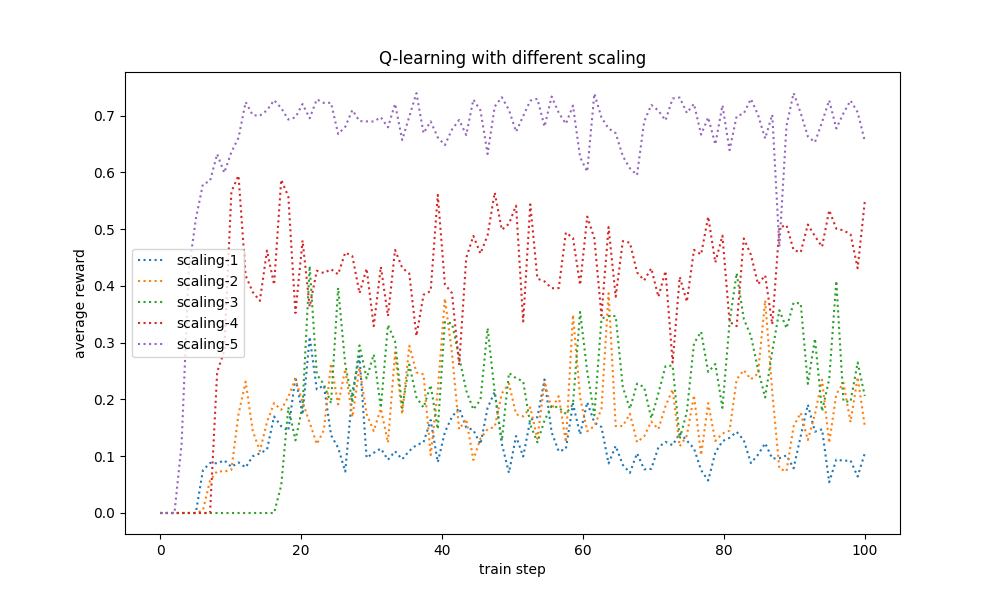 Q-learning with different scaling
average reward
0.7
0.6
0.5
0.4
0.3
0.2
0.1
0.0
scaling-1
scaling-2
scaling-3
scaling-4
scaling-5
0 20 40 60 80 100
train step